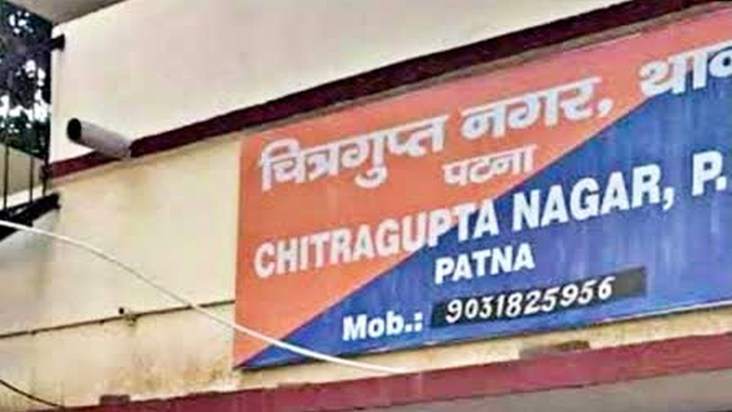 चित्रगुप्त नगर,
पटना
CHITRAGUPTA NAGAR, P.
PATNA
Mob.: 9031825956